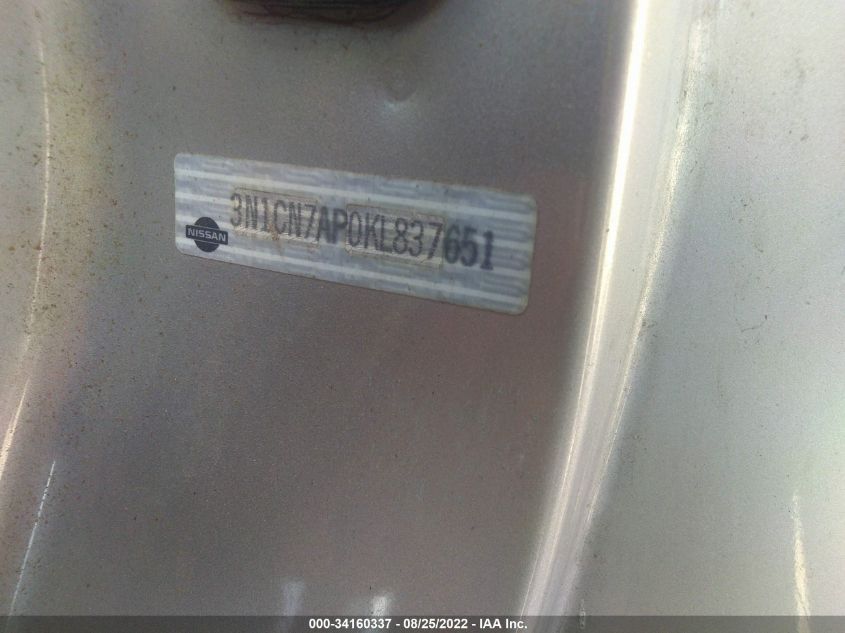 3N1CN7AP0KL837651
NISSAN
000-34160337 - 08/25/2022 - IAA Inc.